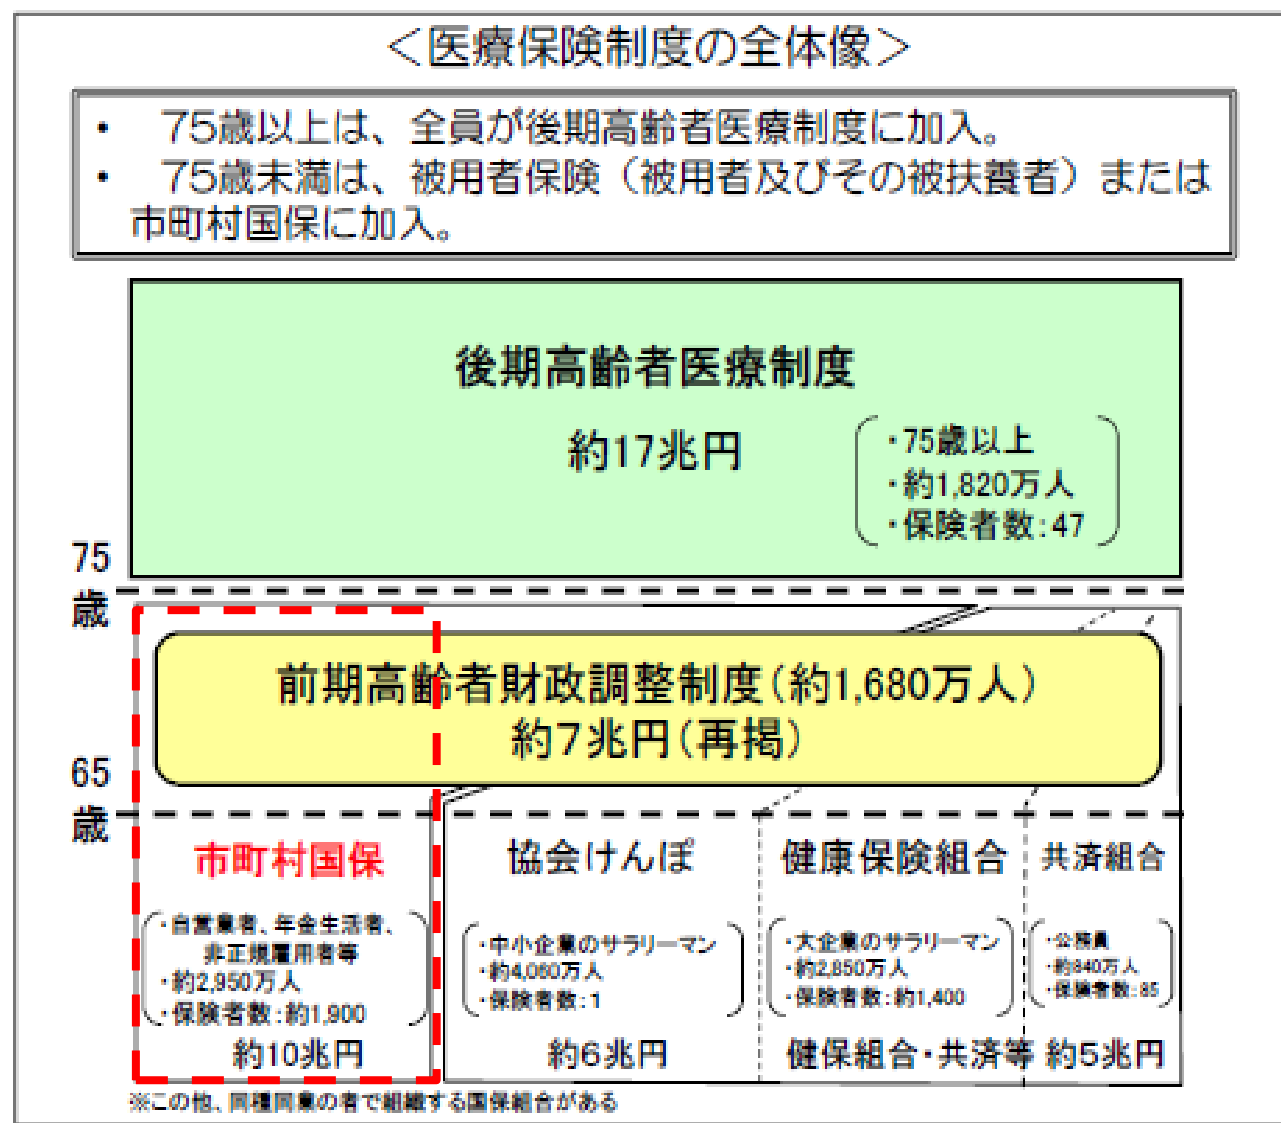 ＜医療保険制度の全体像＞
・ 75歳以上は、全員が後期高齢者医療制度に加入。
・ 75歳未満は、被用者保険（被用者及びその被扶養者）または
市町村国保に加入。
後期高齢者医療制度
約17兆円
・75歳以上
・約1,820万人
・保険者数：47
75
歳
前期高齢者財政調整制度（約1,680万人）
約７兆円（再掲）
65
歳
市町村国保
・自営業者、年金生活者、
非正規雇用者等
・約2,950万人
・保険者数：約1,900
約10兆円
協会けんぽ
・中小企業のサラリーマン
・約4,060万人
・保険者数：1
約６兆円
健康保険組合
・大企業のサラリーマン
・約2,850万人
・保険者数：約1,400
共済組合
・公務員
・約840万人
・保険者数：85
健保組合・共済等 約５兆円
※この他、同種同業の者で組織する国保組合がある